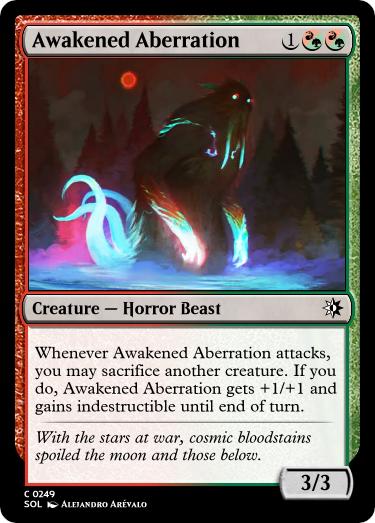 Awakened Aberration 1
Creature — Horror Beast
Whenever Awakened Aberration attacks,
you may sacrifice another creature. If you
do, Awakened Aberration gets +1/+1 and
gains indestructible until end of turn.
With the stars at war, cosmic bloodstains
spoiled the moon and those below.
3/3
C 0249
SOL Alejandro Arévalo